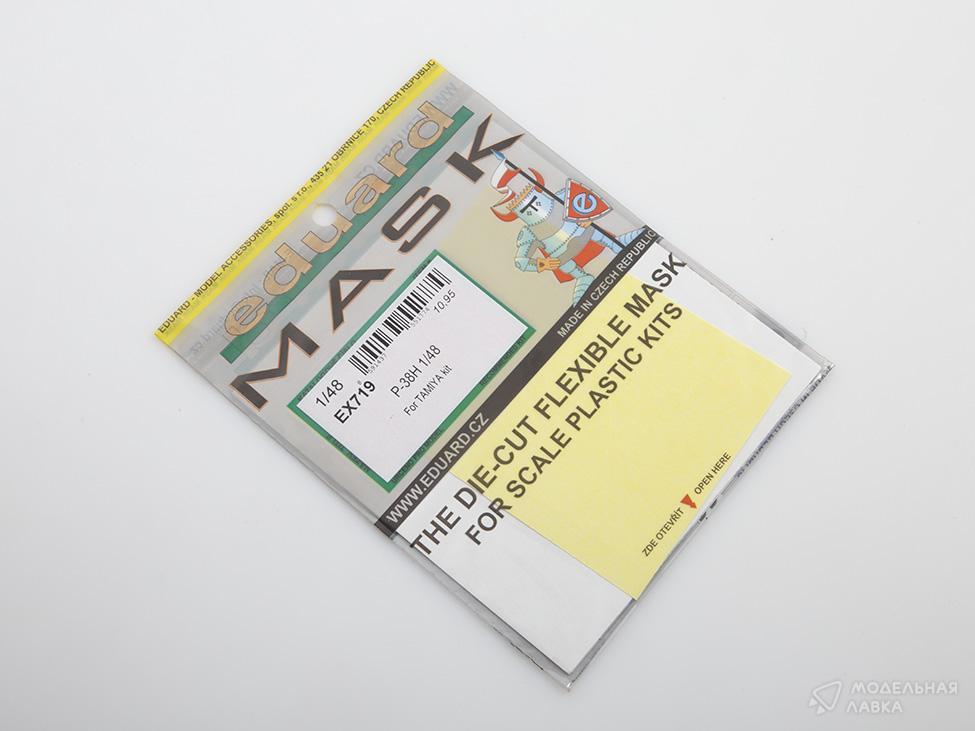 EDUARD - MODEL ACCESSORIES, spol. s r.o., 435 21 OBRNICE 170, CZECH REPUBLIC
eduard
MASK
e
1/48
EX719
10.95
P-38H 1/48
For TAMIYA kit
WWW.EDUARD.CZ
MADE IN CZECH REPUBLIC
THE DIE-CUT FLEXIBLE MASK
FOR SCALE PLASTIC KITS
ZDE OTEVŘÍT
OPEN HERE
МОДЕЛЬНАЯ
ЛАВКА